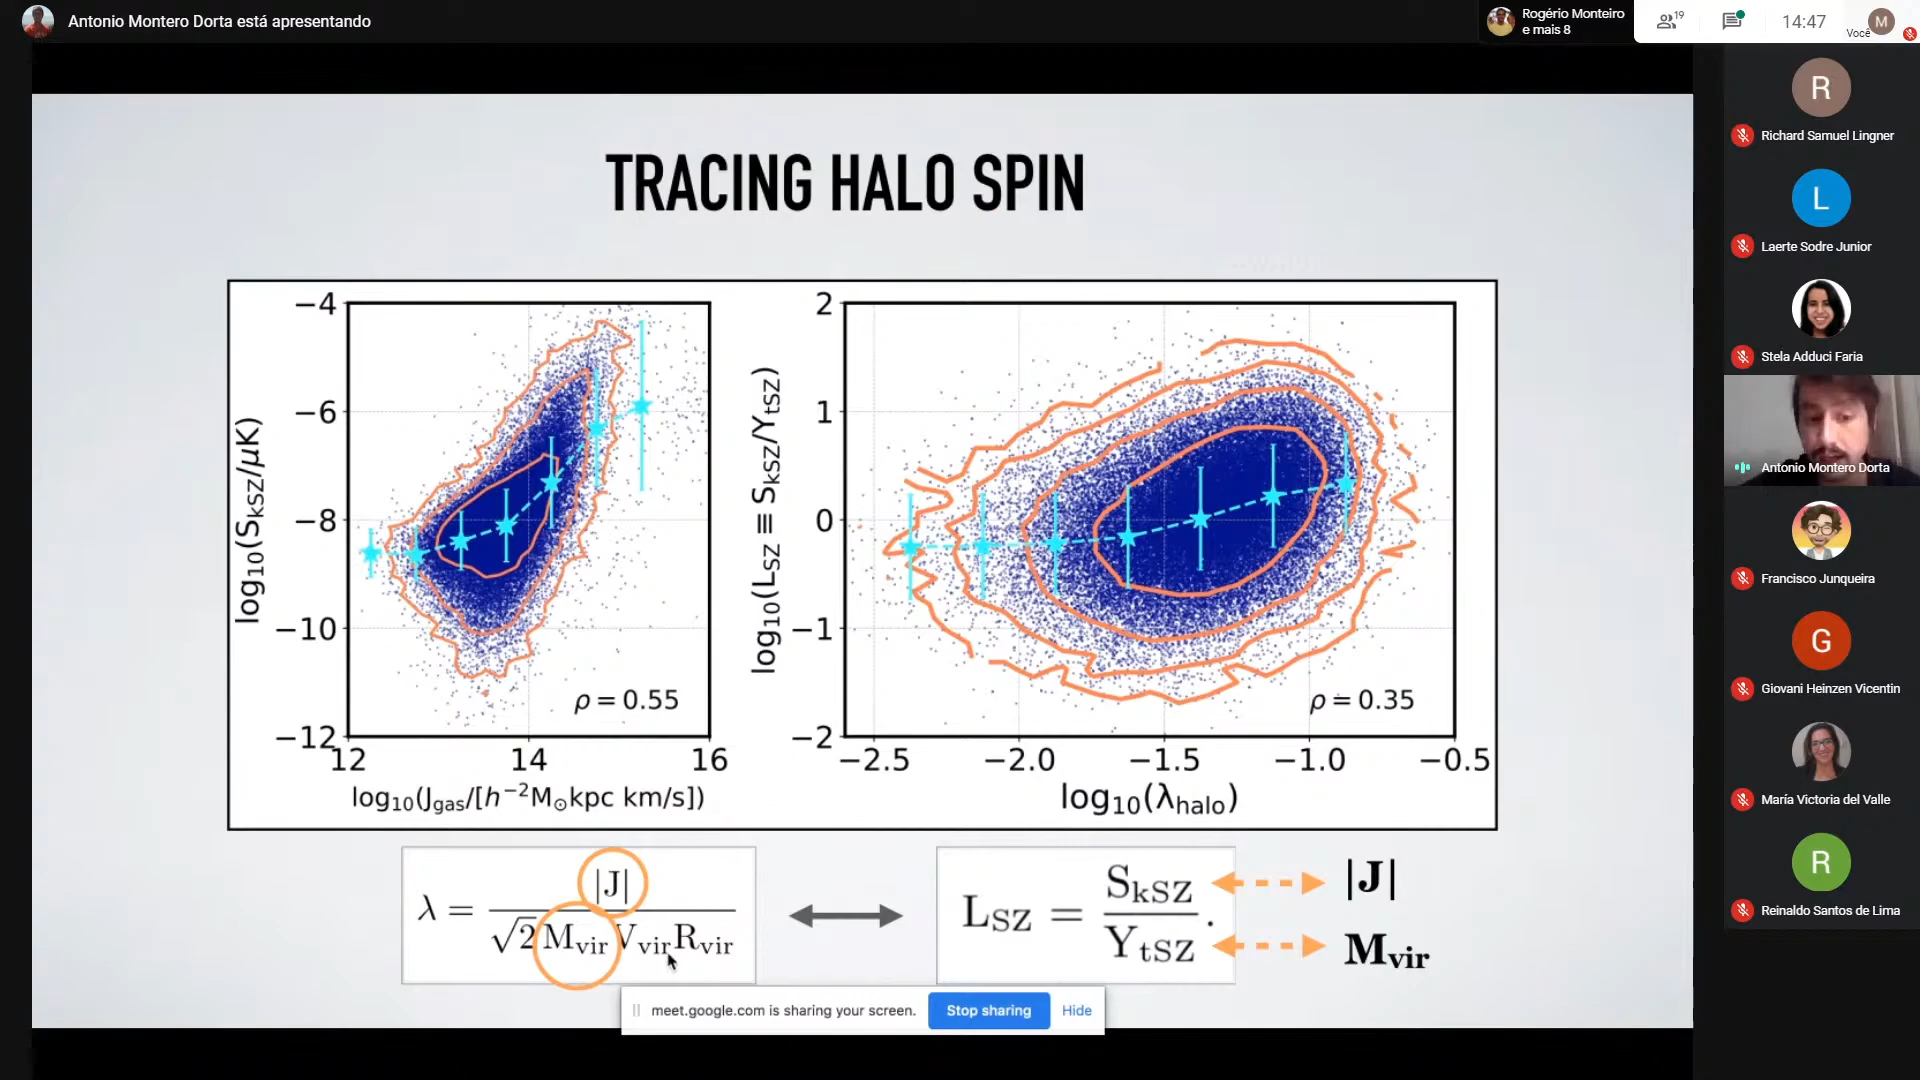 Antonio Montero Dorta está apresentando
Rogério Monteiro
e mais 8
19
14:47
Você
M
TRACING HALO SPIN
log10(SkSZ/μK)
−4
−6
−8
−10
−12
12
14
16
ρ = 0.55
log10(Jgas/[h−2M⊙kpc km/s])
log10(LSZ ≡ SkSZ/YtSZ)
2
1
0
−1
−2
−2.5
−2.0
−1.5
−1.0
−0.5
ρ = 0.35
log10(λhalo)
λ = |J| / √2 Mvir Vvir Rvir
LSZ = SkSZ / YtSZ .
|J|
Mvir
meet.google.com is sharing your screen.
Stop sharing
Hide
R
Richard Samuel Lingner
L
Laerte Sodre Junior
Stela Adduci Faria
Antonio Montero Dorta
Francisco Junqueira
G
Giovani Heinzen Vicentin
María Victoria del Valle
R
Reinaldo Santos de Lima